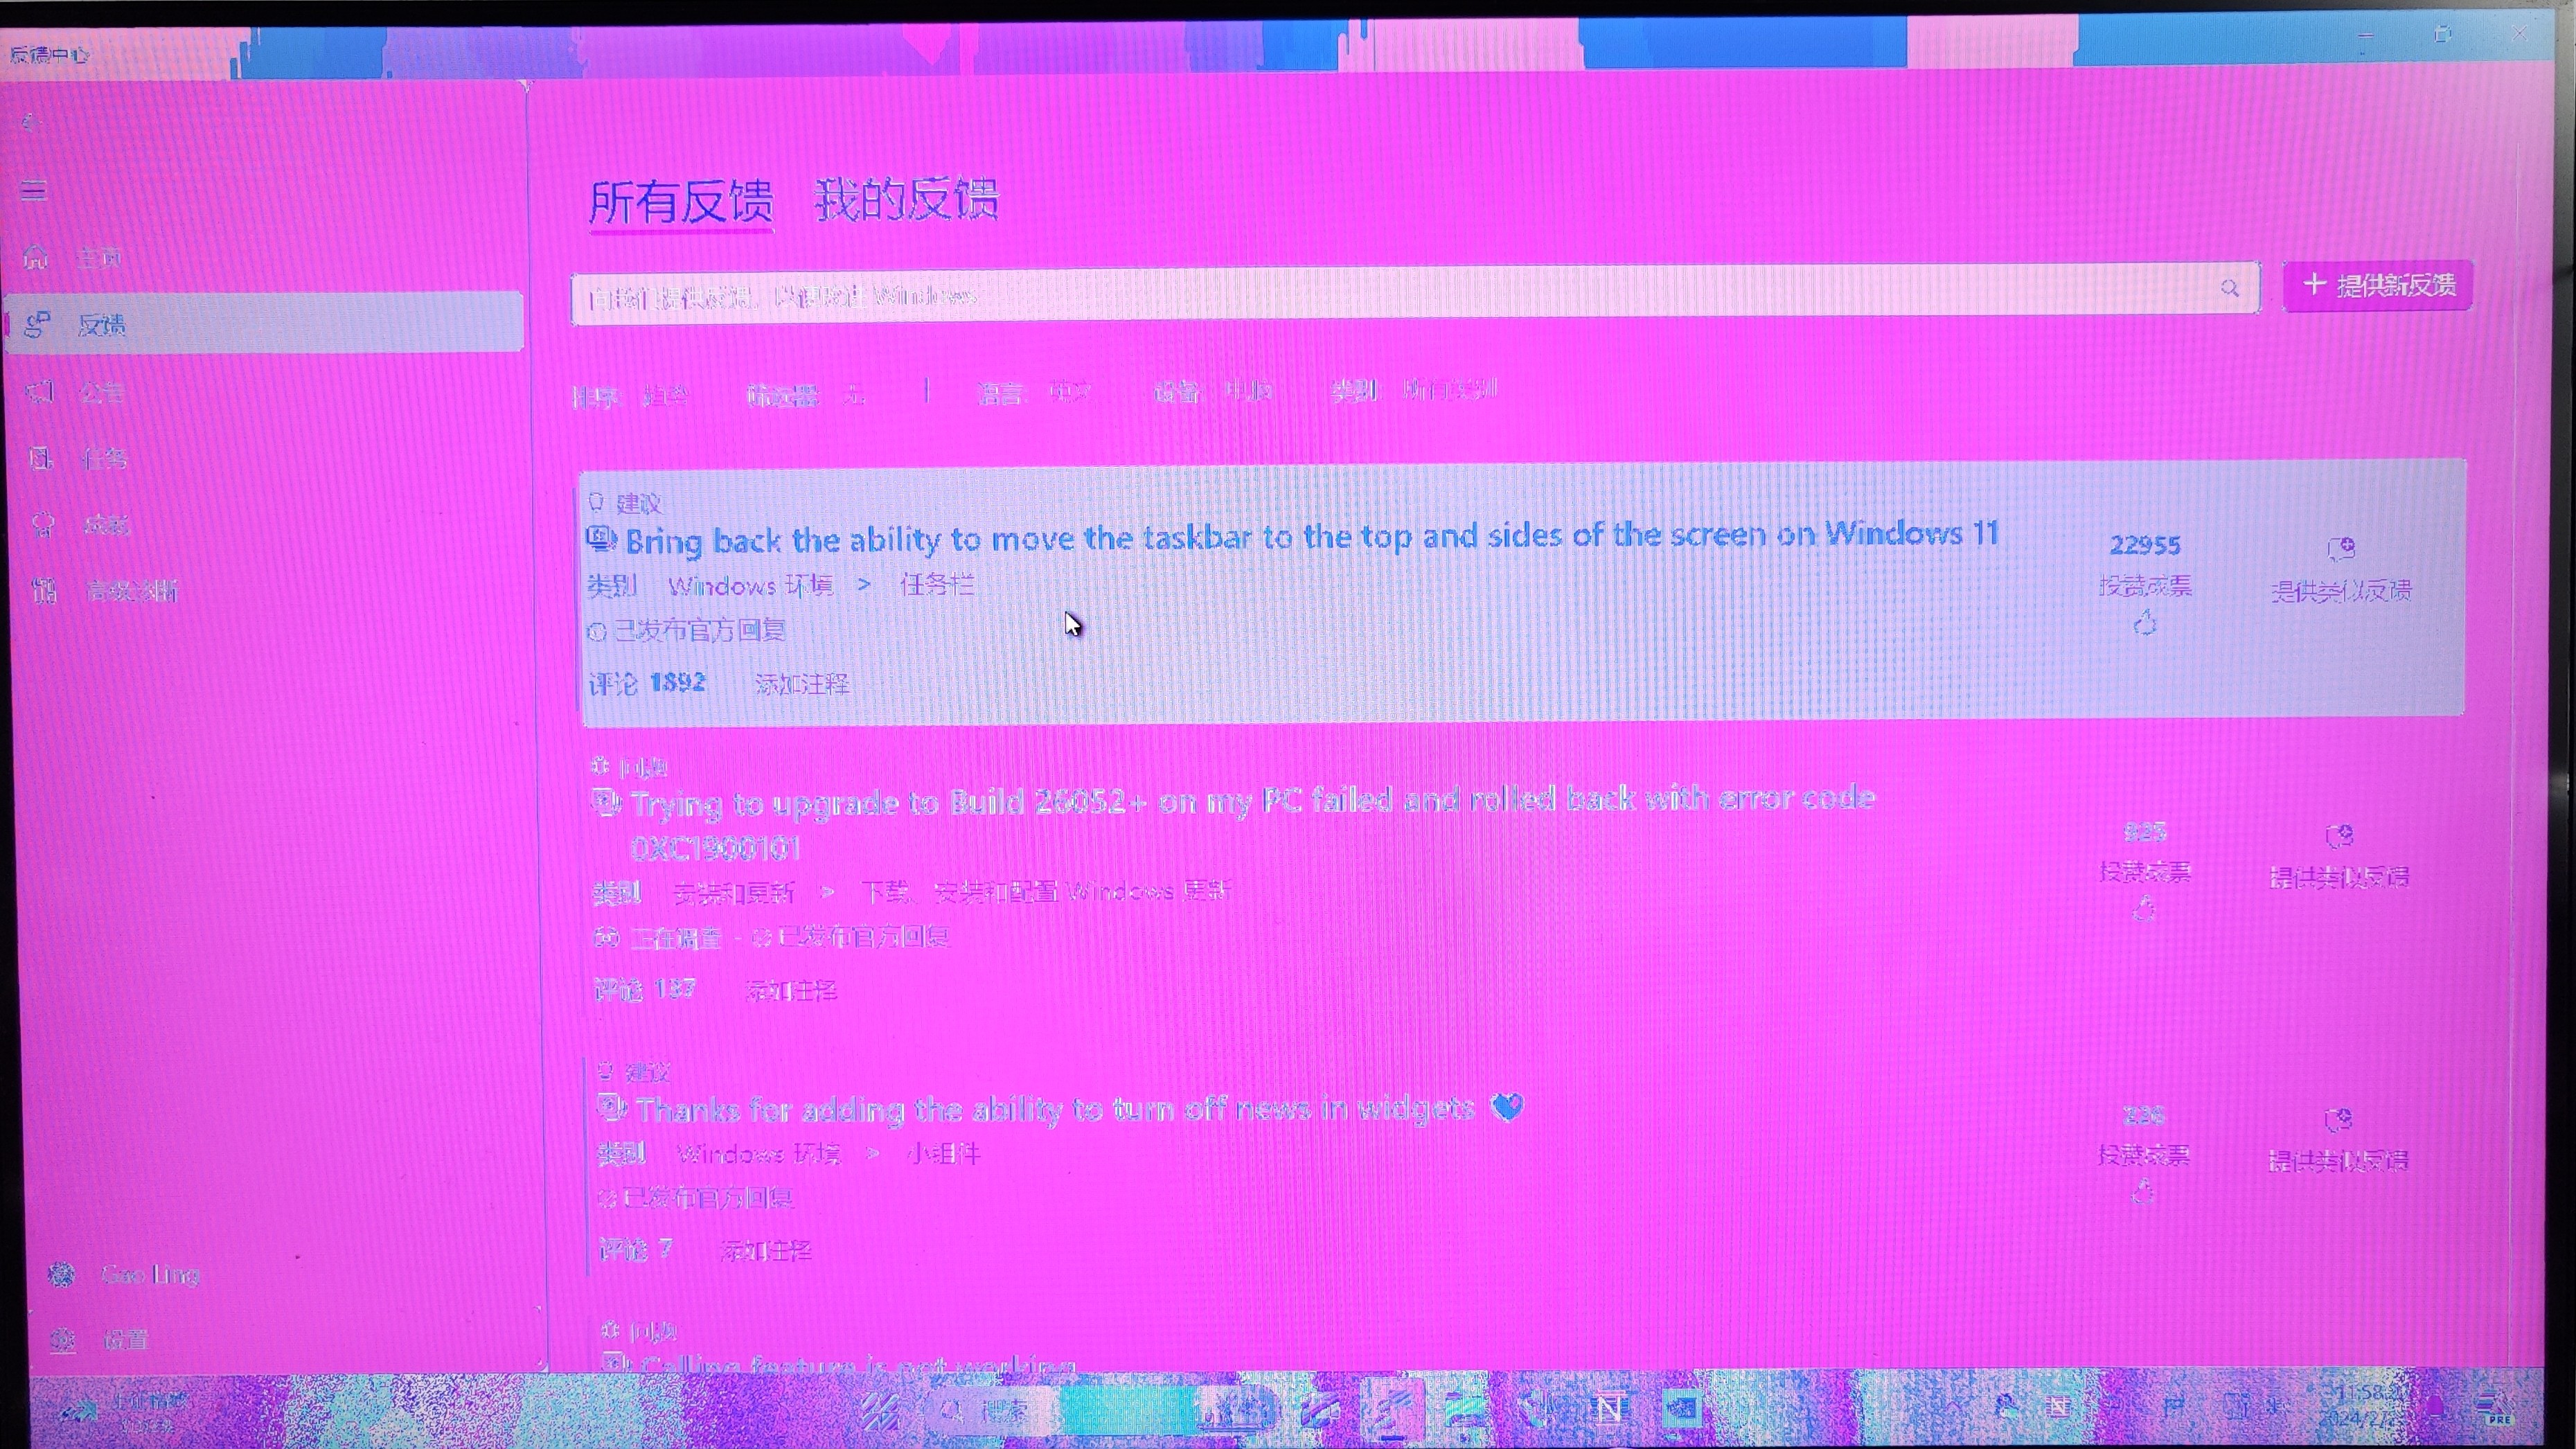 反馈中心
所有反馈 我的反馈
主页
向我们提供反馈，以便改进 Windows
+ 提供新反馈
反馈
公告
排序 趋势 筛选器 无 语言 英文 设备 电脑 类别 所有类别
任务
成就
高级诊断
建议
Bring back the ability to move the taskbar to the top and sides of the screen on Windows 11
类别 Windows 环境 > 任务栏
已发布官方回复
评论 1892 添加注释
22955
投赞成票
提供类似反馈
问题
Trying to upgrade to Build 26052+ on my PC failed and rolled back with error code
0XC1900101
类别 安装和更新 > 下载、安装和配置 Windows 更新
正在调查 - 已发布官方回复
评论 137 添加注释
925
投赞成票
提供类似反馈
建议
Thanks for adding the ability to turn off news in widgets
类别 Windows 环境 > 小组件
已发布官方回复
评论 7 添加注释
投赞成票
提供类似反馈
Gao Ling
设置
问题
Calling feature is not working
上证指数
搜索
PRE